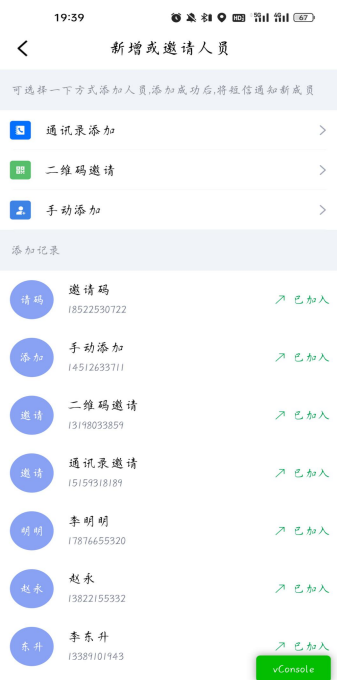 19:39
HD2 5G 4G 67
新增或邀请人员
可选择一下方式添加人员,添加成功后,将短信通知新成员
通讯录添加
二维码邀请
手动添加
添加记录
请码 邀请码 已加入
18522530722
添加 手动添加 已加入
14512633711
邀请 二维码邀请 已加入
13198033859
邀请 通讯录邀请 已加入
15159318189
明明 李明明 已加入
17876655320
赵永 赵永 已加入
13822155332
东升 李东升 已加入
13389101943
vConsole